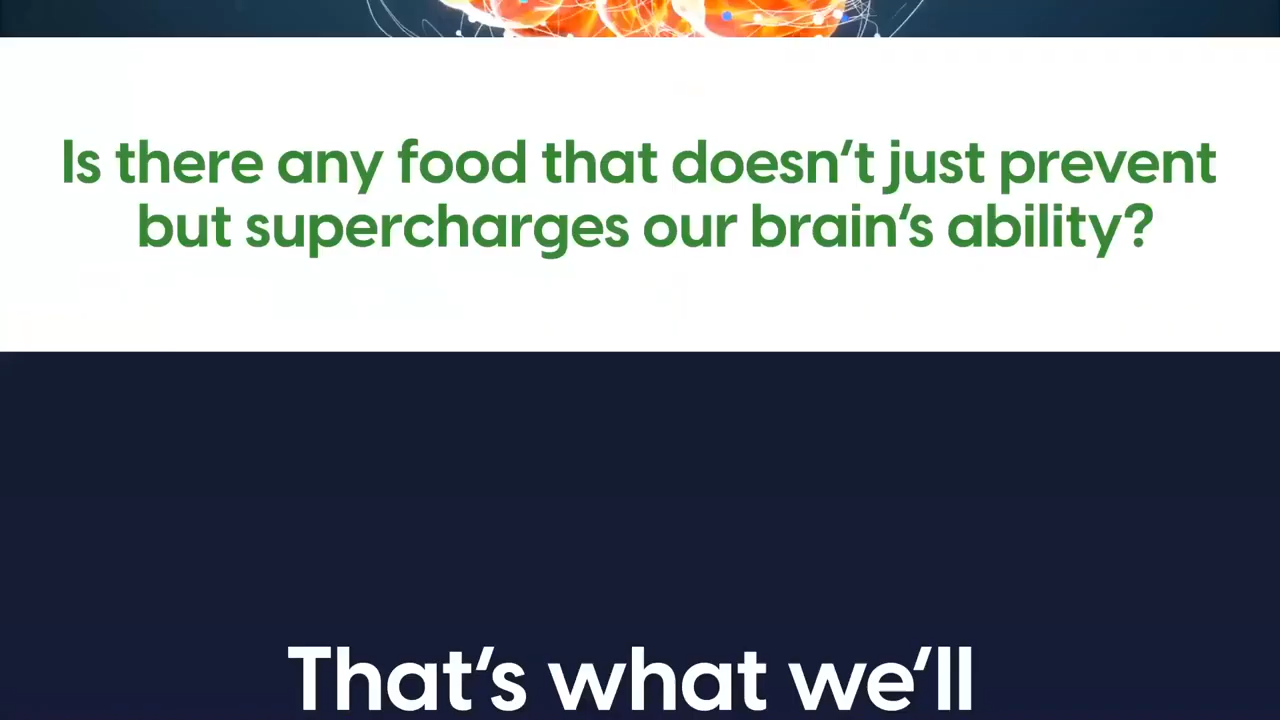 Is there any food that doesn’t just prevent
but supercharges our brain‘s ability?
That’s what we’ll